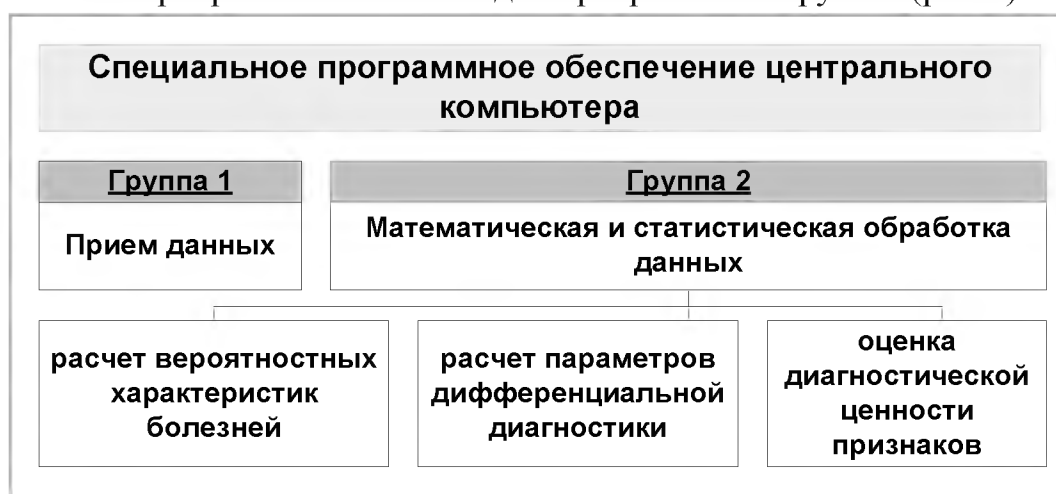 Специальное программное обеспечение центрального
компьютера
Группа 1
Прием данных
Группа 2
Математическая и статистическая обработка
данных
расчет вероятностных
характеристик
болезней
расчет параметров
дифференциальной
диагностики
оценка
диагностической
ценности
признаков